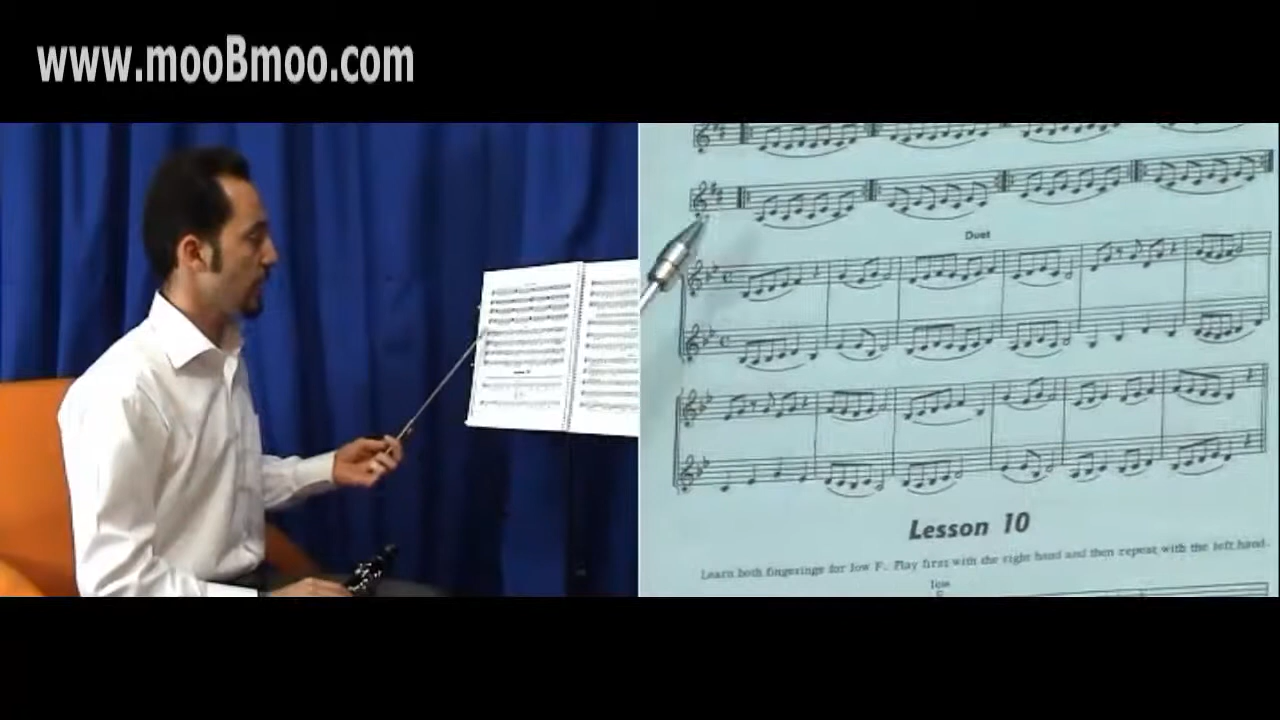 www.mooBmoo.com
Duet
Lesson 10
Learn both fingerings for low F. Play first with the right hand and then repeat with the left hand.
low